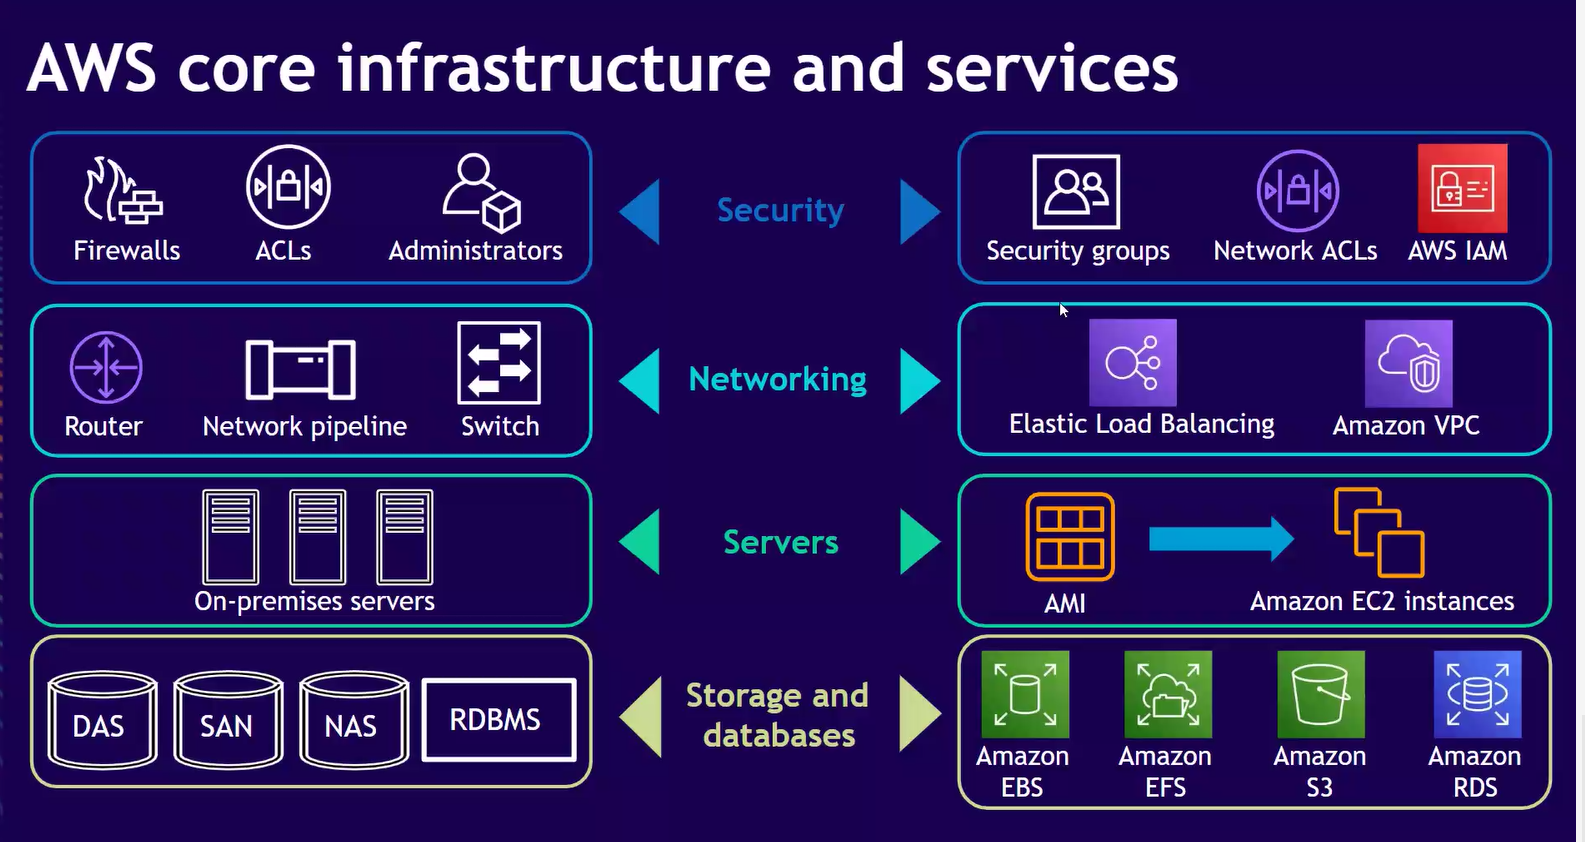 AWS core infrastructure and services
Firewalls
ACLs
Administrators
Security
Security groups
Network ACLs
AWS IAM
Router
Network pipeline
Switch
Networking
Elastic Load Balancing
Amazon VPC
On-premises servers
Servers
AMI
Amazon EC2 instances
DAS
SAN
NAS
RDBMS
Storage and
databases
Amazon
EBS
Amazon
EFS
Amazon
S3
Amazon
RDS